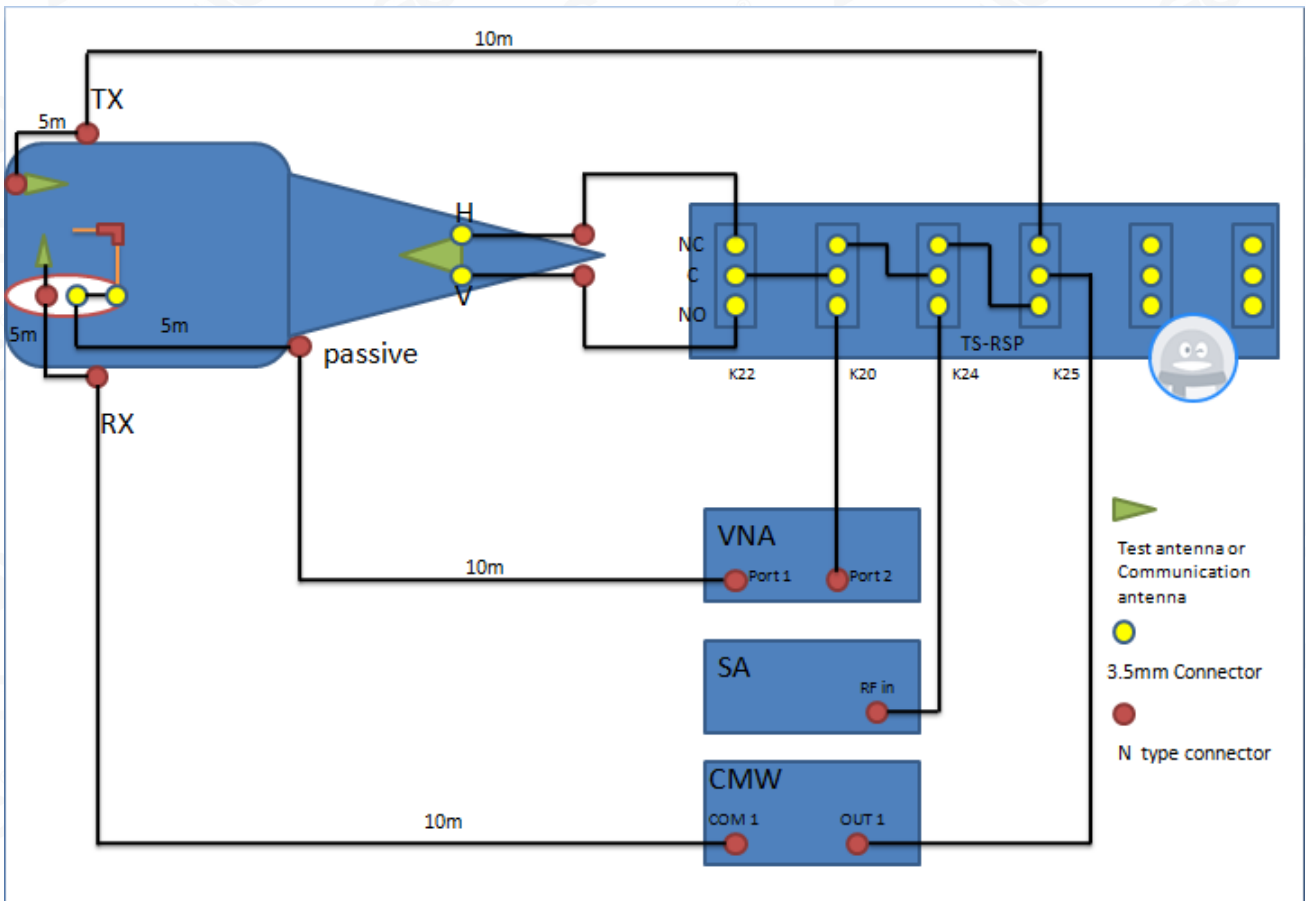 10m
TX
5m
H
V
NC
C
NO
5m
5m
passive
TS-RSP
K22
K20
K24
K25
RX
VNA
Port 1
Port 2
10m
Test antenna or
Communication
antenna
SA
RF in
3.5mm Connector
N type connector
CMW
COM 1
OUT 1
10m